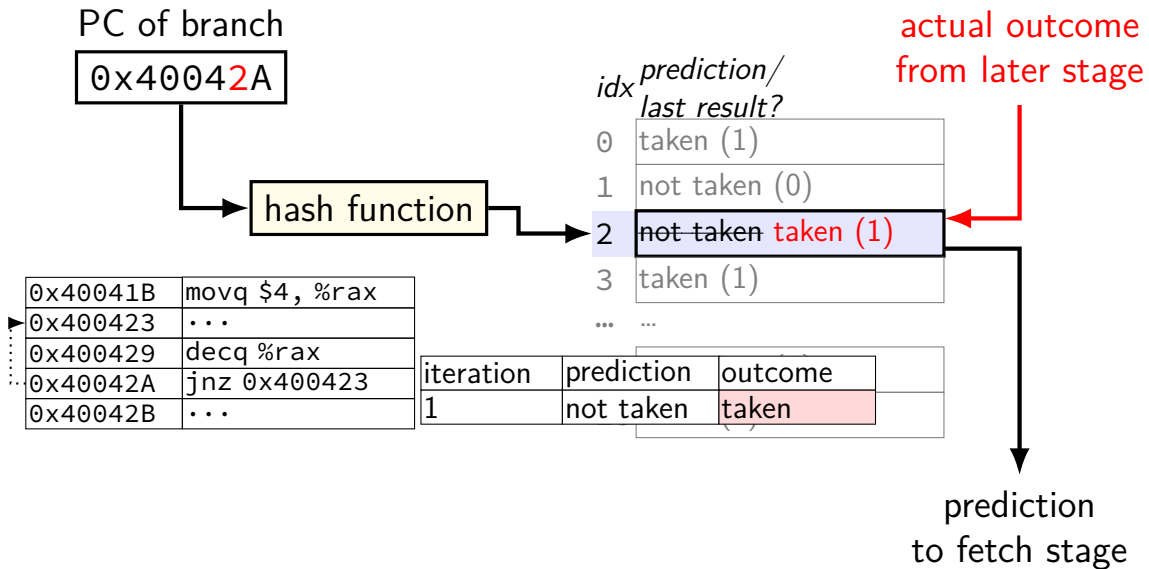 PC of branch
0x40042A
actual outcome
from later stage
idx prediction/
last result?
0 taken (1)
1 not taken (0)
2 not taken taken (1)
3 taken (1)
… …
hash function
0x40041B movq $4, %rax
0x400423 ···
0x400429 decq %rax
0x40042A jnz 0x400423
0x40042B ···
iteration prediction outcome
1 not taken taken
prediction
to fetch stage